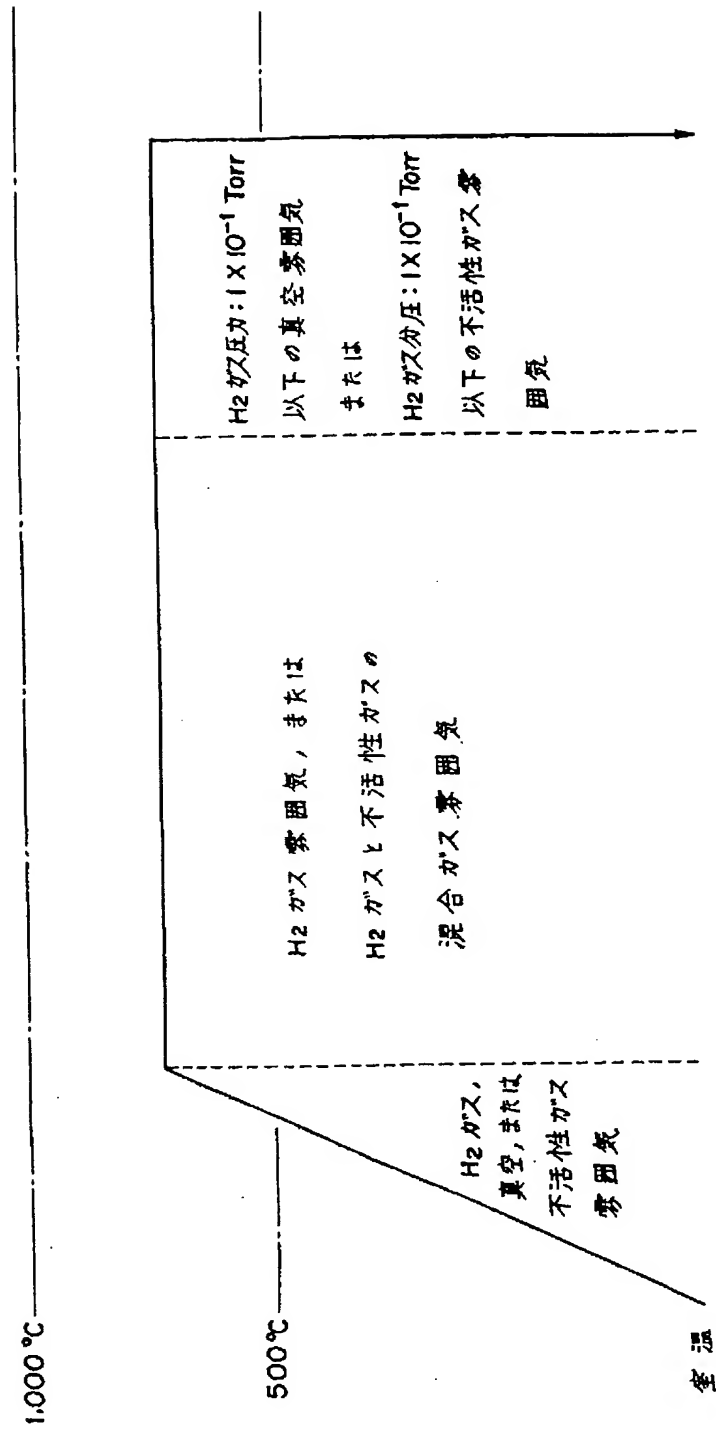 1,000℃
500℃
室温
H2ガス,
真空,または
不活性ガス
雰囲気
H2ガス雰囲気,または
H2ガスと不活性ガスの
混合ガス雰囲気
H2ガス圧力:1X10⁻¹ Torr
以下の真空雰囲気
または
H2ガス分圧:1X10⁻¹ Torr
以下の不活性ガス雰
囲気